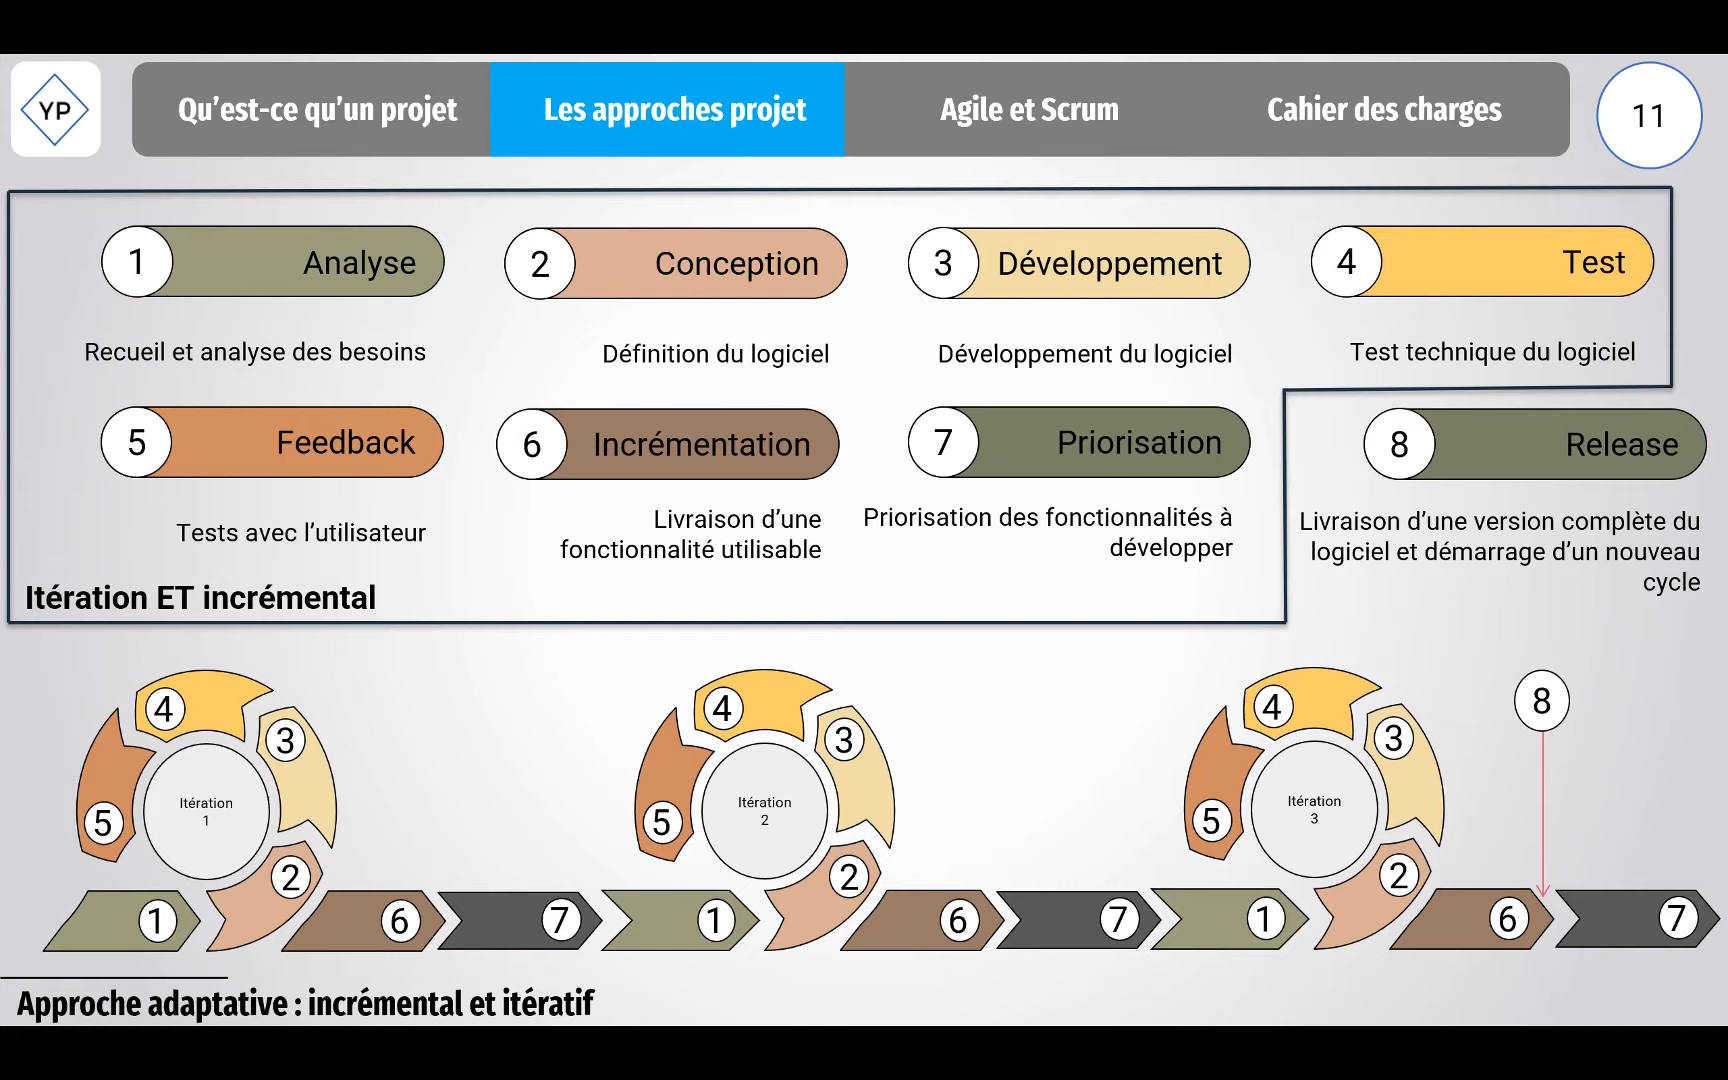 YP
Qu’est-ce qu’un projet
Les approches projet
Agile et Scrum
Cahier des charges
11
1 Analyse
2 Conception
3 Développement
4 Test
Recueil et analyse des besoins
Définition du logiciel
Développement du logiciel
Test technique du logiciel
5 Feedback
6 Incrémentation
7 Priorisation
8 Release
Tests avec l’utilisateur
Livraison d’une
fonctionnalité utilisable
Priorisation des fonctionnalités à
développer
Livraison d’une version complète du
logiciel et démarrage d’un nouveau
cycle
Itération ET incrémental
4
3
5
Itération
1
2
1
6
7
4
3
5
Itération
2
2
1
6
7
4
3
5
Itération
3
2
1
8
6
7
Approche adaptative : incrémental et itératif